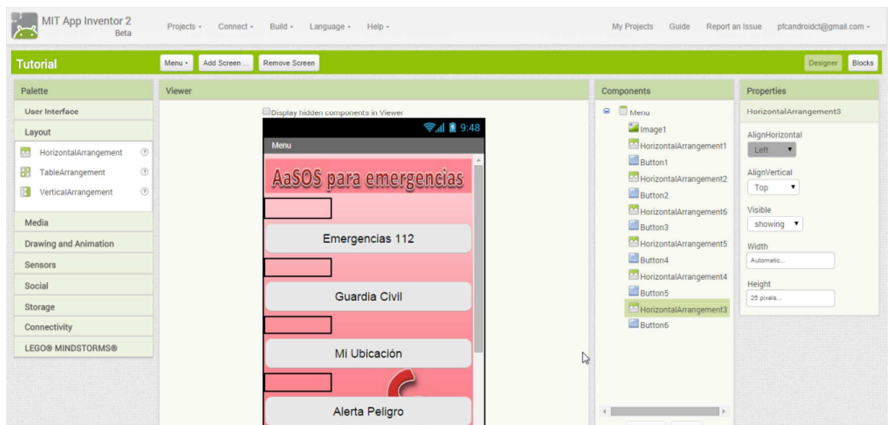 MIT App Inventor 2
Beta
Projects Connect Build Language Help
My Projects Guide Report an Issue pfcandroidct@gmail.com
Tutorial
Menu Add Screen ... Remove Screen
Designer Blocks
Palette
User Interface
Layout
HorizontalArrangement
TableArrangement
VerticalArrangement
Media
Drawing and Animation
Sensors
Social
Storage
Connectivity
LEGO® MINDSTORMS®
Viewer
Display hidden components in Viewer
9:48
Menu
AaSOS para emergencias
Emergencias 112
Guardia Civil
Mi Ubicación
Alerta Peligro
Components
Menu
Image1
HorizontalArrangement1
Button1
HorizontalArrangement2
Button2
HorizontalArrangement6
Button3
HorizontalArrangement5
Button4
HorizontalArrangement4
Button5
HorizontalArrangement3
Button6
Properties
HorizontalArrangement3
AlignHorizontal
Left
AlignVertical
Top
Visible
showing
Width
Automatic...
Height
25 pixels...